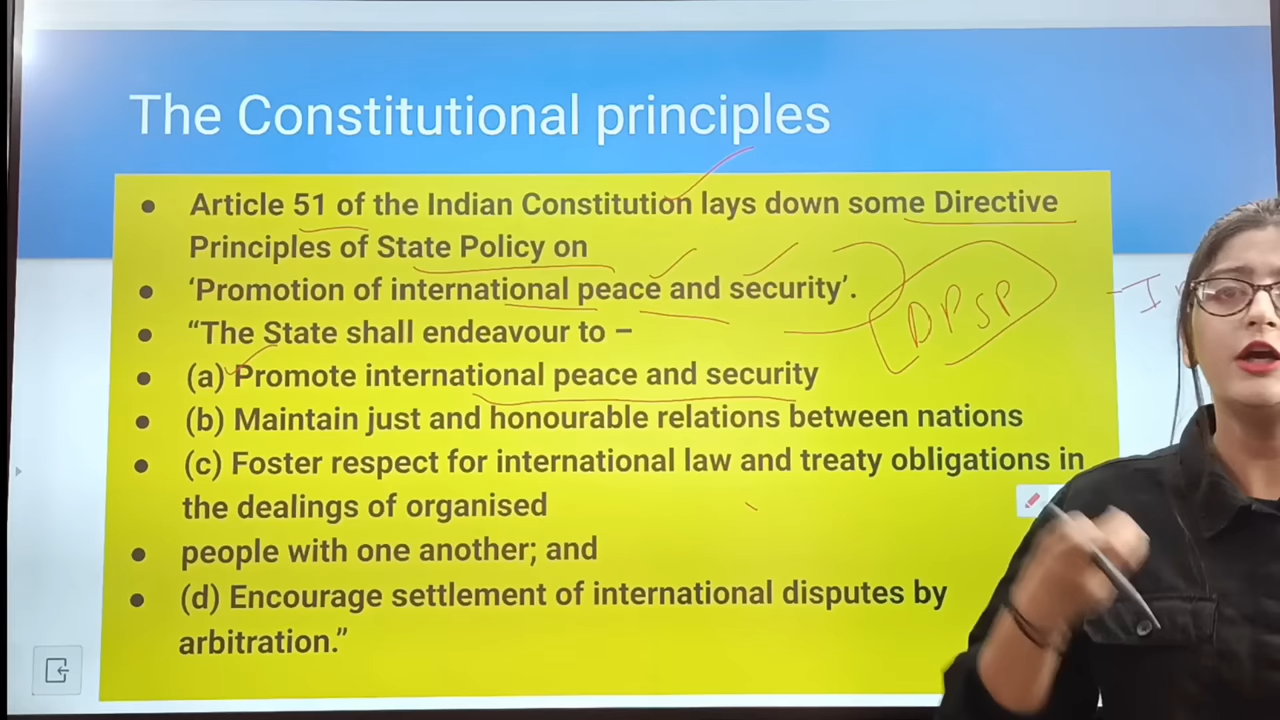 The Constitutional principles
• Article 51 of the Indian Constitution lays down some Directive
Principles of State Policy on
• ‘Promotion of international peace and security’.
• “The State shall endeavour to –
• (a) Promote international peace and security
• (b) Maintain just and honourable relations between nations
• (c) Foster respect for international law and treaty obligations in
the dealings of organised
• people with one another; and
• (d) Encourage settlement of international disputes by
arbitration.”
DPSP